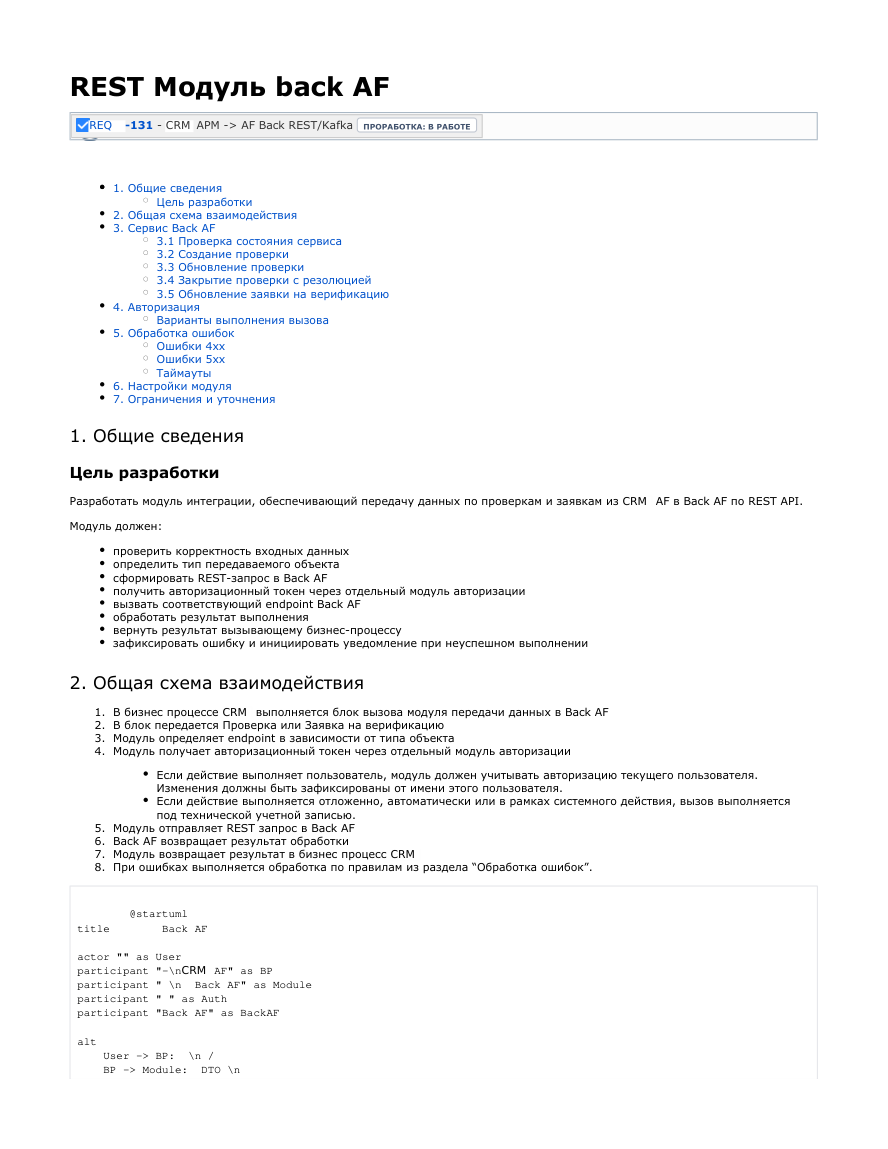 REST Модуль back AF
REQ -131 - CRM APM -> AF Back REST/Kafka ПРОРАБОТКА: В РАБОТЕ
1. Общие сведения
Цель разработки
2. Общая схема взаимодействия
3. Сервис Back AF
3.1 Проверка состояния сервиса
3.2 Создание проверки
3.3 Обновление проверки
3.4 Закрытие проверки с резолюцией
3.5 Обновление заявки на верификацию
4. Авторизация
Варианты выполнения вызова
5. Обработка ошибок
Ошибки 4xx
Ошибки 5xx
Таймауты
6. Настройки модуля
7. Ограничения и уточнения
1. Общие сведения
Цель разработки
Разработать модуль интеграции, обеспечивающий передачу данных по проверкам и заявкам из CRM AF в Back AF по REST API.
Модуль должен:
проверить корректность входных данных
определить тип передаваемого объекта
сформировать REST-запрос в Back AF
получить авторизационный токен через отдельный модуль авторизации
вызвать соответствующий endpoint Back AF
обработать результат выполнения
вернуть результат вызывающему бизнес-процессу
зафиксировать ошибку и инициировать уведомление при неуспешном выполнении
2. Общая схема взаимодействия
1. В бизнес процессе CRM выполняется блок вызова модуля передачи данных в Back AF
2. В блок передается Проверка или Заявка на верификацию
3. Модуль определяет endpoint в зависимости от типа объекта
4. Модуль получает авторизационный токен через отдельный модуль авторизации
Если действие выполняет пользователь, модуль должен учитывать авторизацию текущего пользователя.
Изменения должны быть зафиксированы от имени этого пользователя.
Если действие выполняется отложенно, автоматически или в рамках системного действия, вызов выполняется
под технической учетной записью.
5. Модуль отправляет REST запрос в Back AF
6. Back AF возвращает результат обработки
7. Модуль возвращает результат в бизнес процесс CRM
8. При ошибках выполняется обработка по правилам из раздела “Обработка ошибок”.
@startuml
title Back AF
actor "" as User
participant "-\nCRM AF" as BP
participant " \n Back AF" as Module
participant " " as Auth
participant "Back AF" as BackAF
alt
User -> BP: \n /
BP -> Module: DTO \n